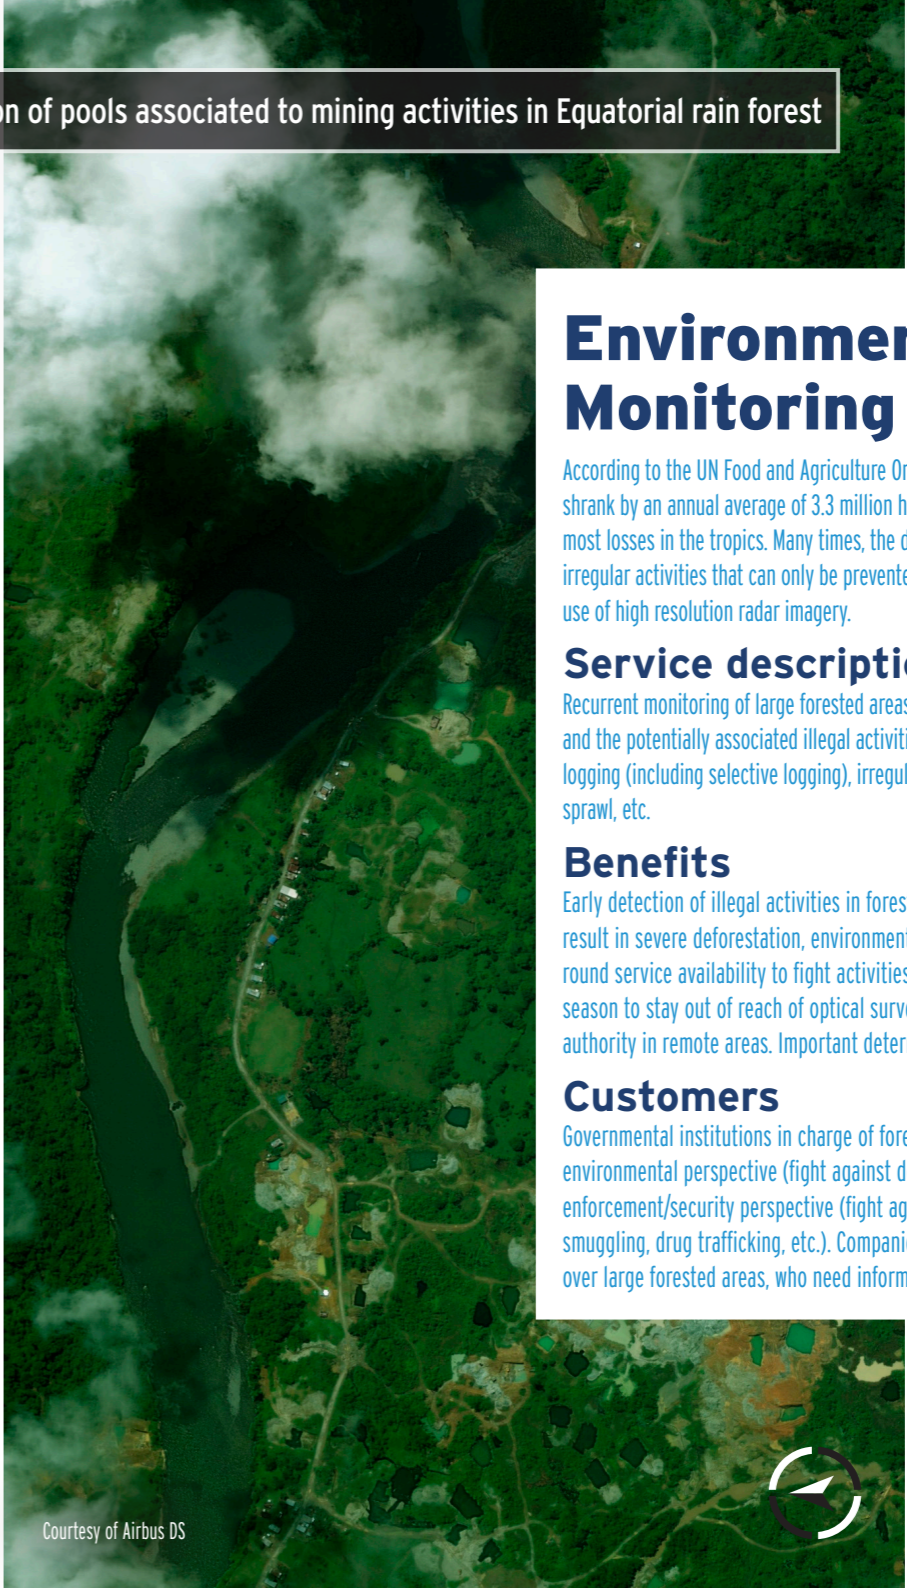 on of pools associated to mining activities in Equatorial rain forest
Environmen
Monitoring
According to the UN Food and Agriculture Or
shrank by an annual average of 3.3 million h
most losses in the tropics. Many times, the d
irregular activities that can only be prevente
use of high resolution radar imagery.
Service descripti
Recurrent monitoring of large forested areas
and the potentially associated illegal activiti
logging (including selective logging), irregul
sprawl, etc.
Benefits
Early detection of illegal activities in fores
result in severe deforestation, environment
round service availability to fight activities
season to stay out of reach of optical surve
authority in remote areas. Important deter
Customers
Governmental institutions in charge of fore
environmental perspective (fight against d
enforcement/security perspective (fight ag
smuggling, drug trafficking, etc.). Companie
over large forested areas, who need inform
Courtesy of Airbus DS